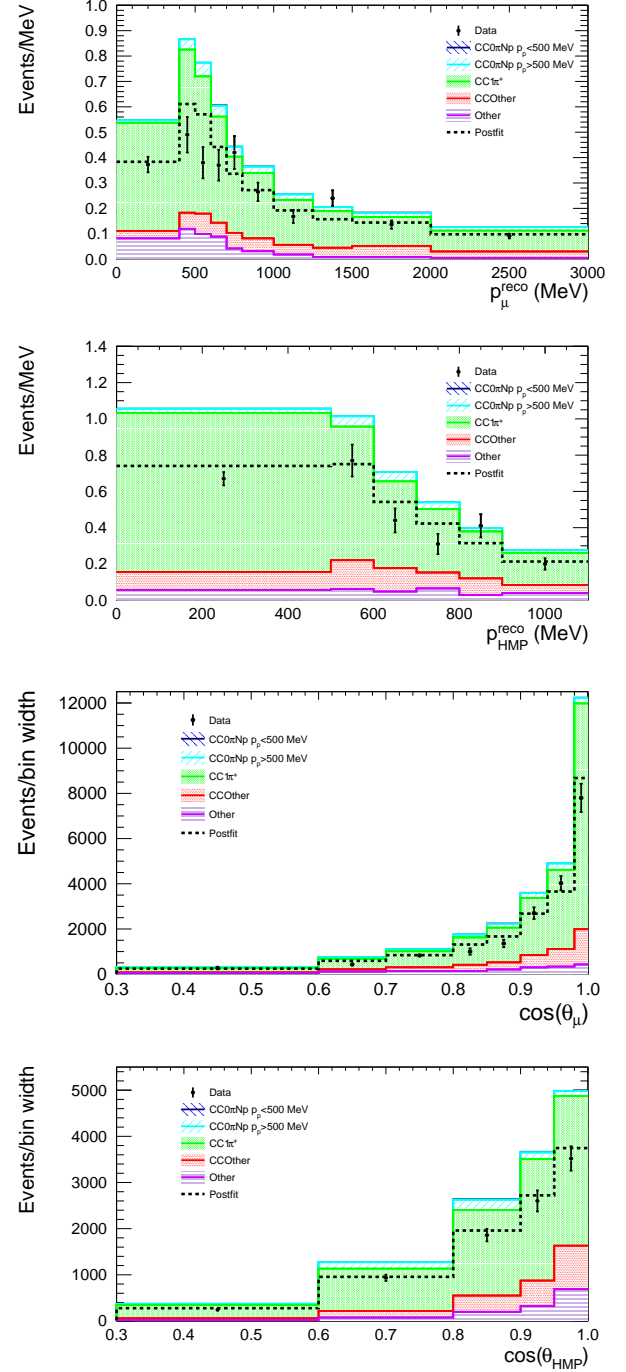 Events/MeV
1.0
0.9
0.8
0.7
0.6
0.5
0.4
0.3
0.2
0.1
0.0
Data
CC0πNp p_p<500 MeV
CC0πNp p_p>500 MeV
CC1π⁺
CCOther
Other
Postfit
0 500 1000 1500 2000 2500 3000
p_μ^reco (MeV)
Events/MeV
1.4
1.2
1.0
0.8
0.6
0.4
0.2
0.0
Data
CC0πNp p_p<500 MeV
CC0πNp p_p>500 MeV
CC1π⁺
CCOther
Other
Postfit
0 200 400 600 800 1000
p_HMP^reco (MeV)
Events/bin width
12000
10000
8000
6000
4000
2000
0
Data
CC0πNp p_p<500 MeV
CC0πNp p_p>500 MeV
CC1π⁺
CCOther
Other
Postfit
0.3 0.4 0.5 0.6 0.7 0.8 0.9 1.0
cos(θ_μ)
Events/bin width
5000
4000
3000
2000
1000
0
Data
CC0πNp p_p<500 MeV
CC0πNp p_p>500 MeV
CC1π⁺
CCOther
Other
Postfit
0.3 0.4 0.5 0.6 0.7 0.8 0.9 1.0
cos(θ_HMP)